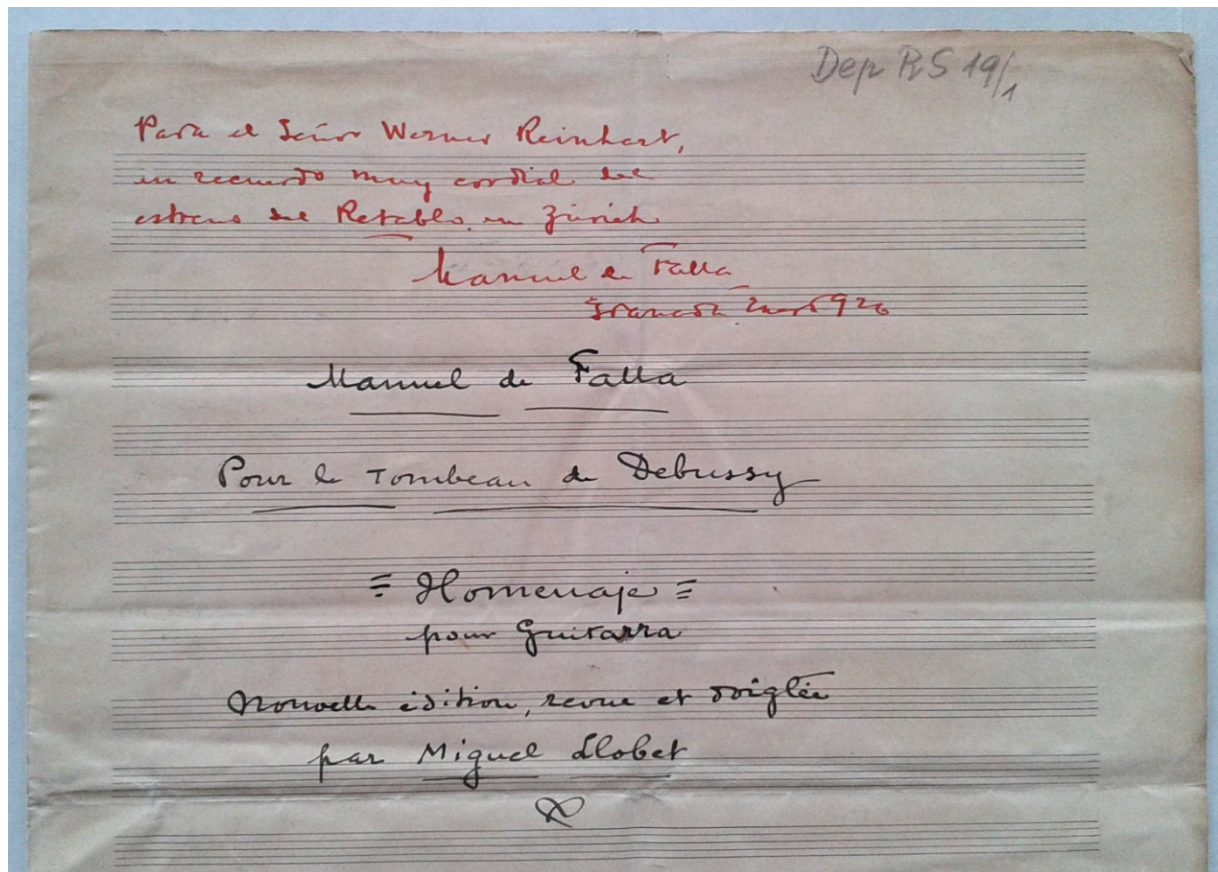 Dep RS 19/1
Para el Señor Werner Reinhart,
en recuerdo muy cordial del
estreno del Retablo en Zürich
Manuel de Falla
Granada Enero 926
Manuel de Falla
Pour le Tombeau de Debussy
= Homenaje =
pour Guitarra
Nouvelle édition, revue et doigtée
par Miguel Llobet